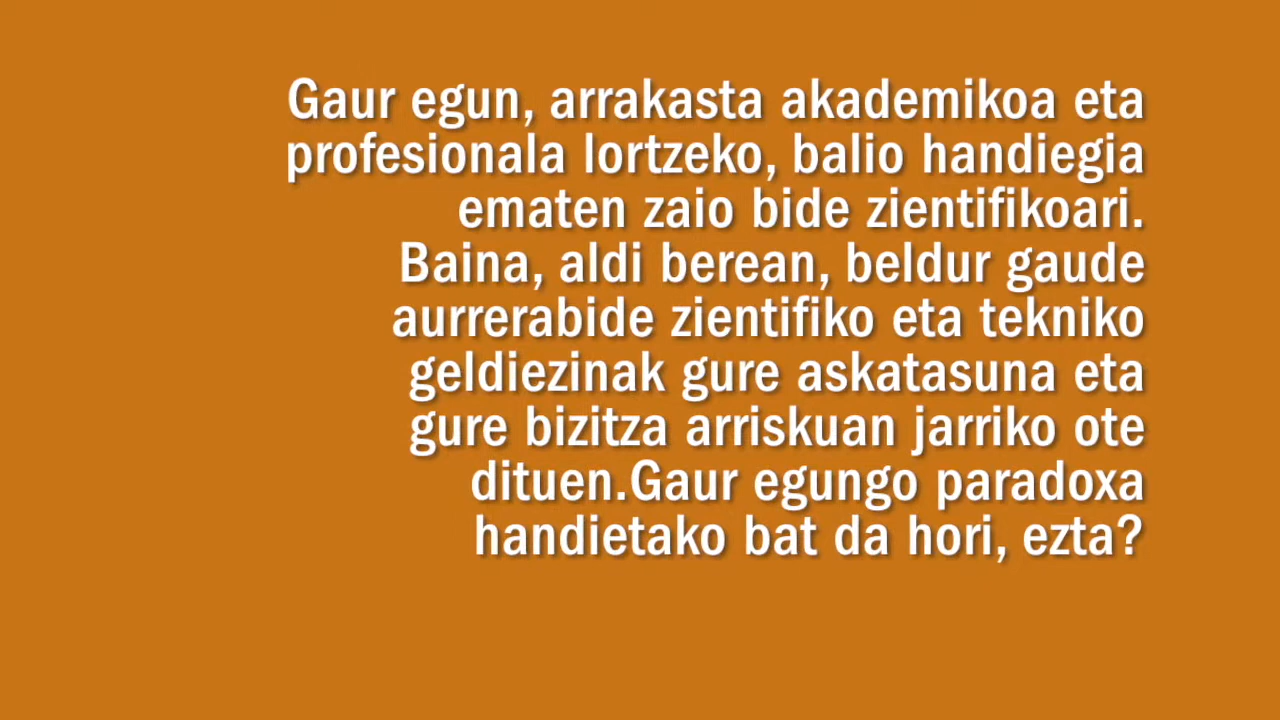 Gaur egun, arrakasta akademikoa eta
profesionala lortzeko, balio handiegia
ematen zaio bide zientifikoari.
Baina, aldi berean, beldur gaude
aurrerabide zientifiko eta tekniko
geldiezinak gure askatasuna eta
gure bizitza arriskuan jarriko ote
dituen.Gaur egungo paradoxa
handietako bat da hori, ezta?